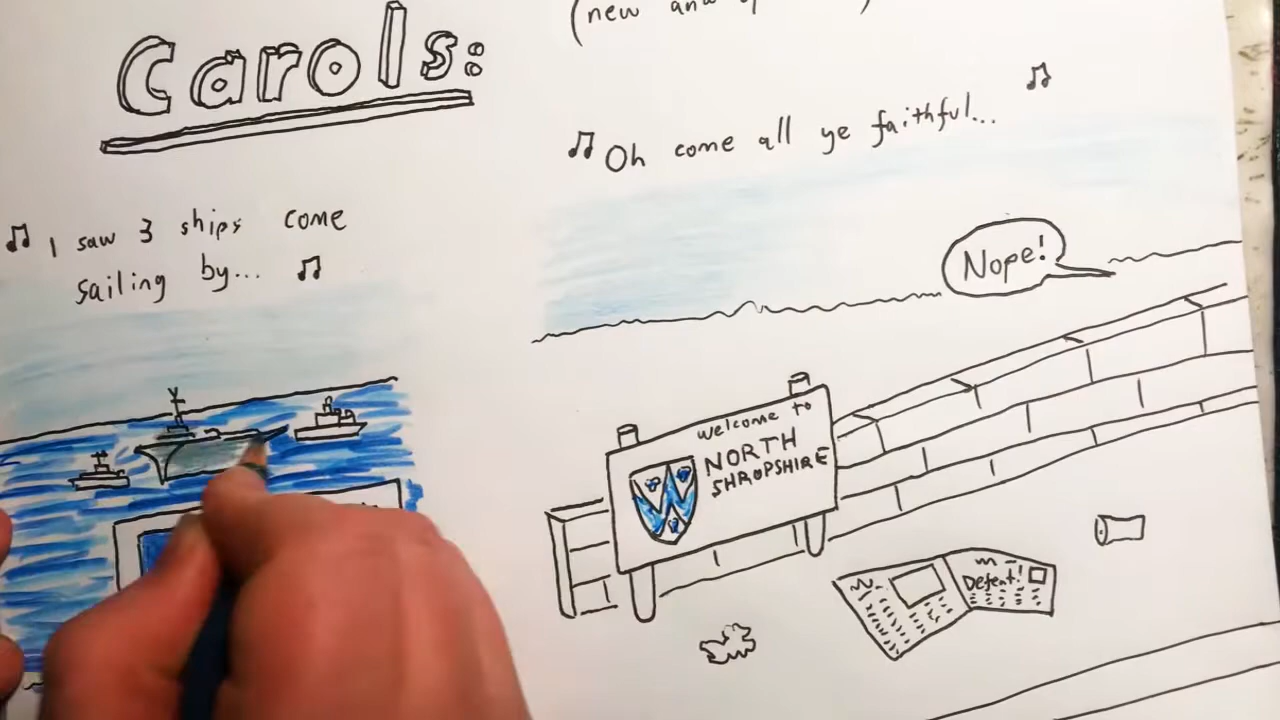 Carols:
(new and
I saw 3 ships come
sailing by...
Oh come all ye faithful...
Nope!
Welcome to
NORTH
SHROPSHIRE
Defeat!